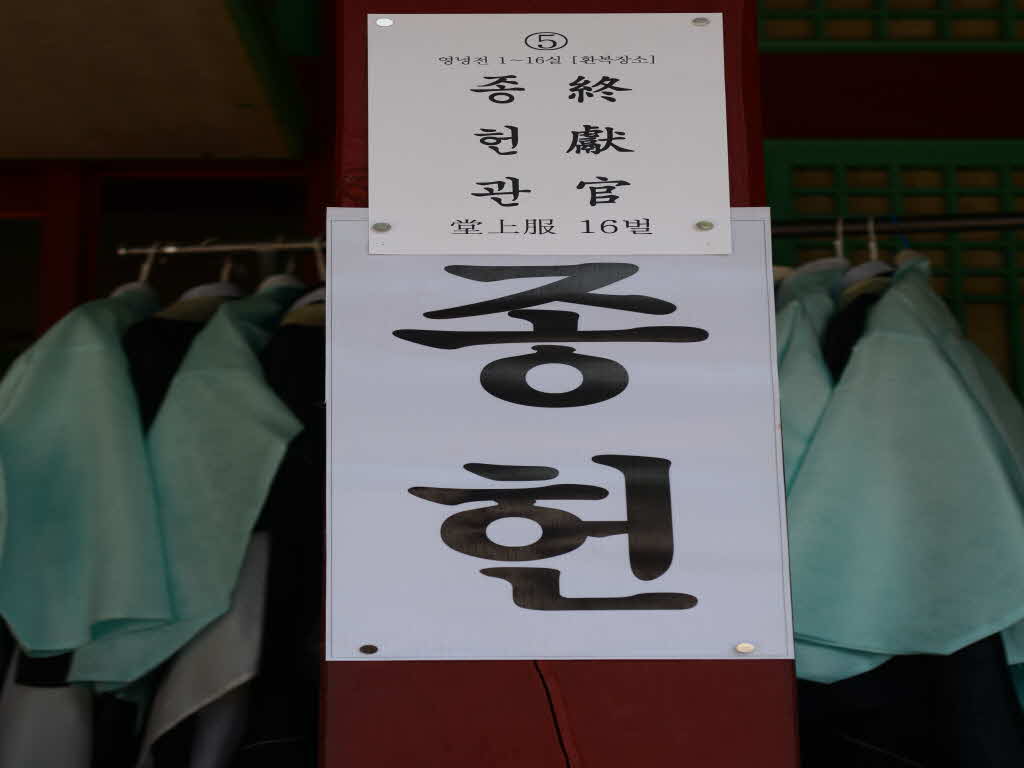 ⑤
영녕전 1~16실 [환복장소]
종 終
헌 獻
관 官
堂上服 16벌
종
헌